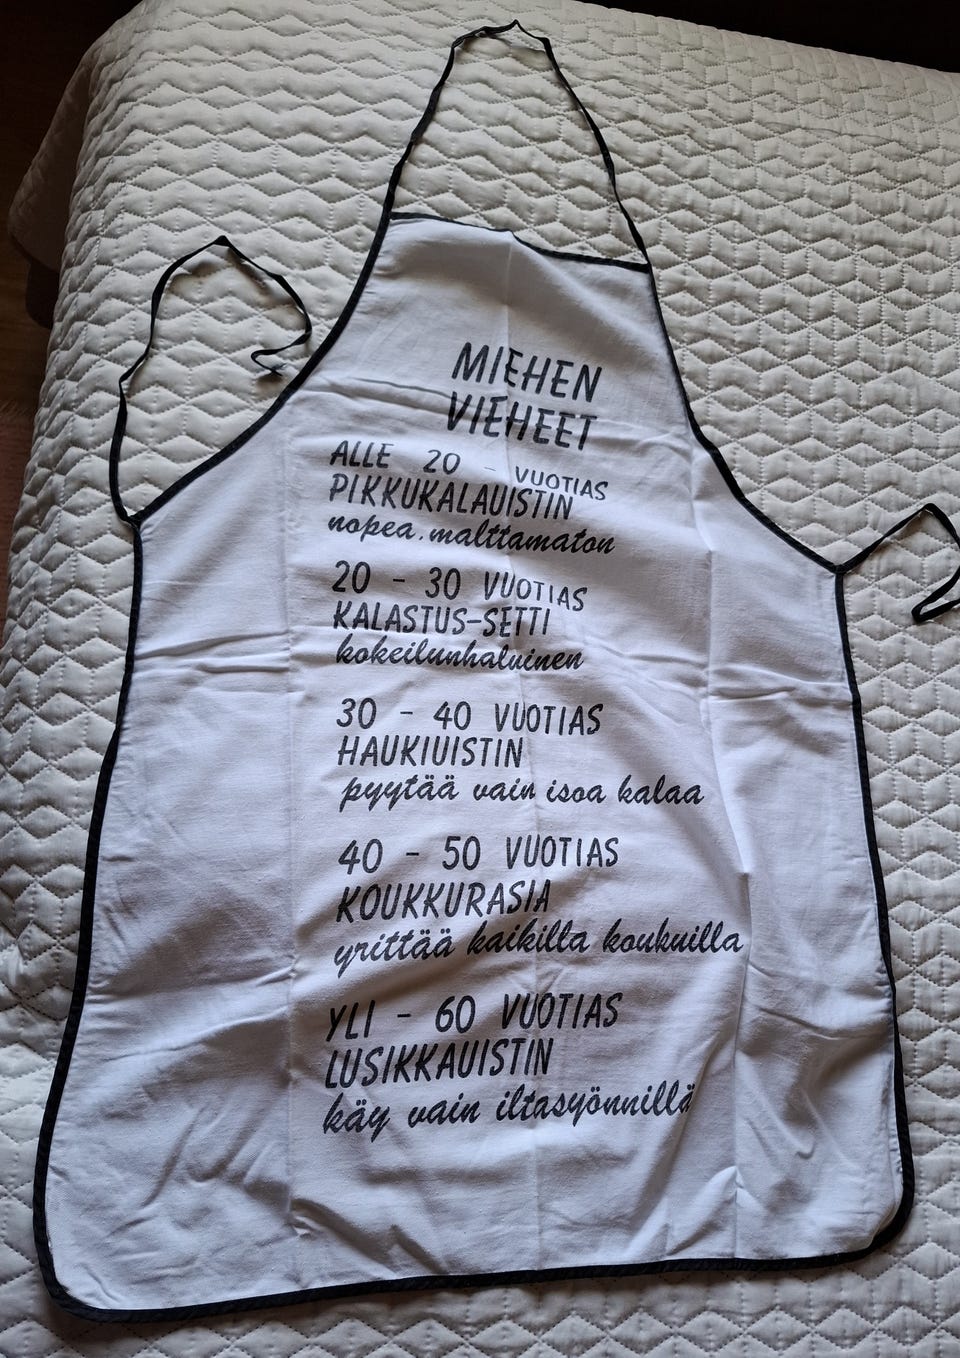 MIEHEN
VIEHEET
ALLE 20 - VUOTIAS
PIKKUKALAUISTIN
nopea, malttamaton
20 - 30 VUOTIAS
KALASTUS-SETTI
kokeilunhaluinen
30 - 40 VUOTIAS
HAUKIUISTIN
pyytää vain isoa kalaa
40 - 50 VUOTIAS
KOUKKURASIA
yrittää kaikilla koukuilla
YLI - 60 VUOTIAS
LUSIKKAUISTIN
käy vain iltasyönnillä